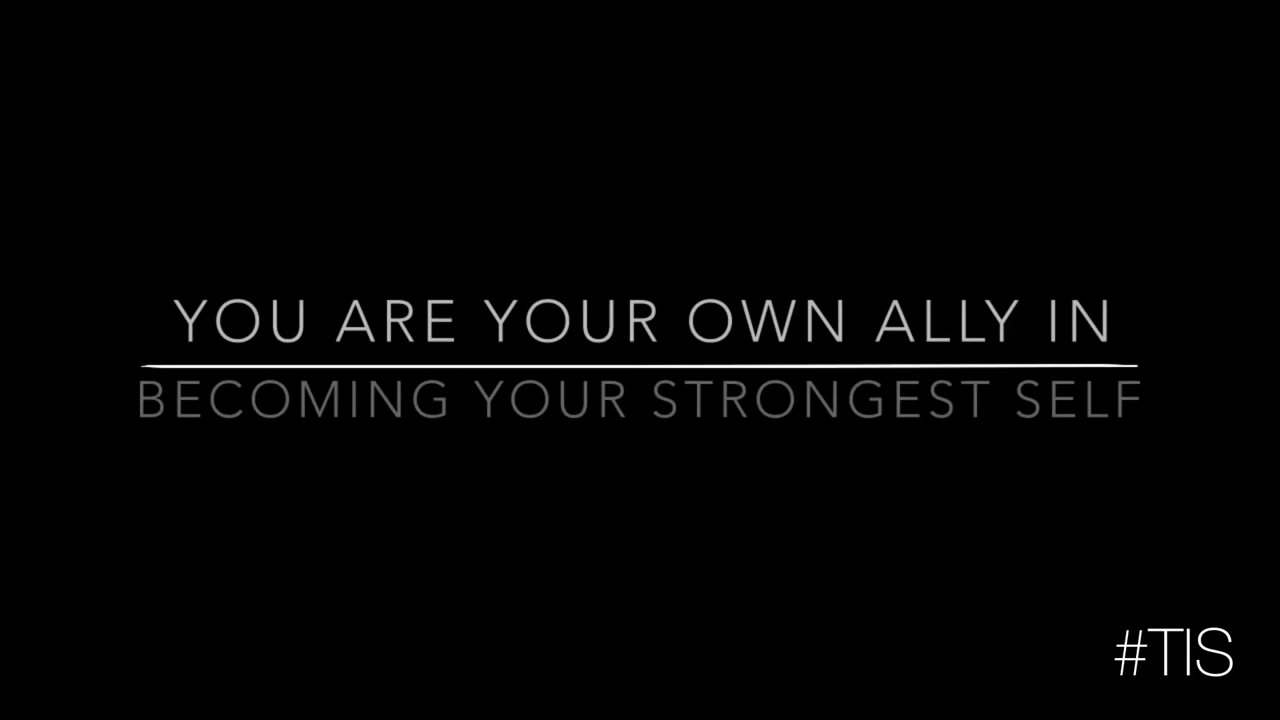 YOU ARE YOUR OWN ALLY IN
BECOMING YOUR STRONGEST SELF
#TIS